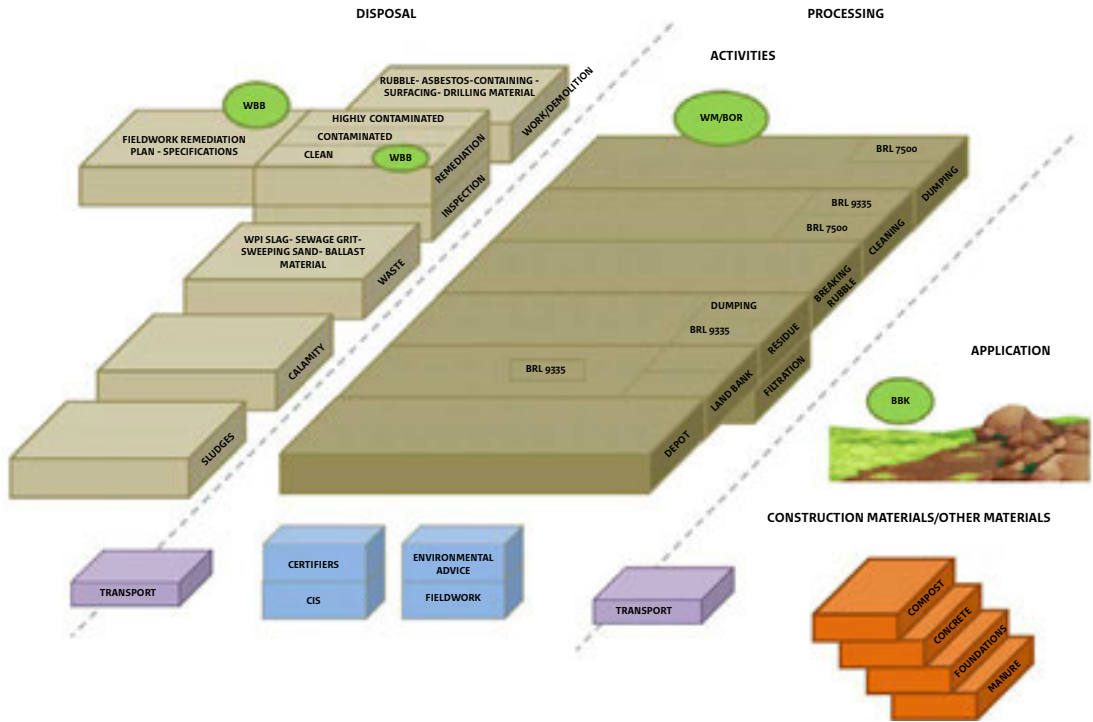 DISPOSAL
PROCESSING
ACTIVITIES
RUBBLE- ASBESTOS-CONTAINING -
SURFACING- DRILLING MATERIAL
WORK/DEMOLITION
WBB
HIGHLY CONTAMINATED
CONTAMINATED
CLEAN
WBB
REMEDIATION
INSPECTION
FIELDWORK REMEDIATION
PLAN - SPECIFICATIONS
WPI SLAG- SEWAGE GRIT-
SWEEPING SAND- BALLAST
MATERIAL
WASTE
CALAMITY
SLUDGES
WM/BOR
BRL 7500
DUMPING
BRL 9335
BRL 7500
CLEANING
BREAKING
RUBBLE
DUMPING
BRL 9335
RESIDUE
FILTRATION
BRL 9335
LAND BANK
DEPOT
APPLICATION
BBK
TRANSPORT
CERTIFIERS
CIS
ENVIRONMENTAL
ADVICE
FIELDWORK
TRANSPORT
CONSTRUCTION MATERIALS/OTHER MATERIALS
COMPOST
CONCRETE
FOUNDATIONS
MANURE